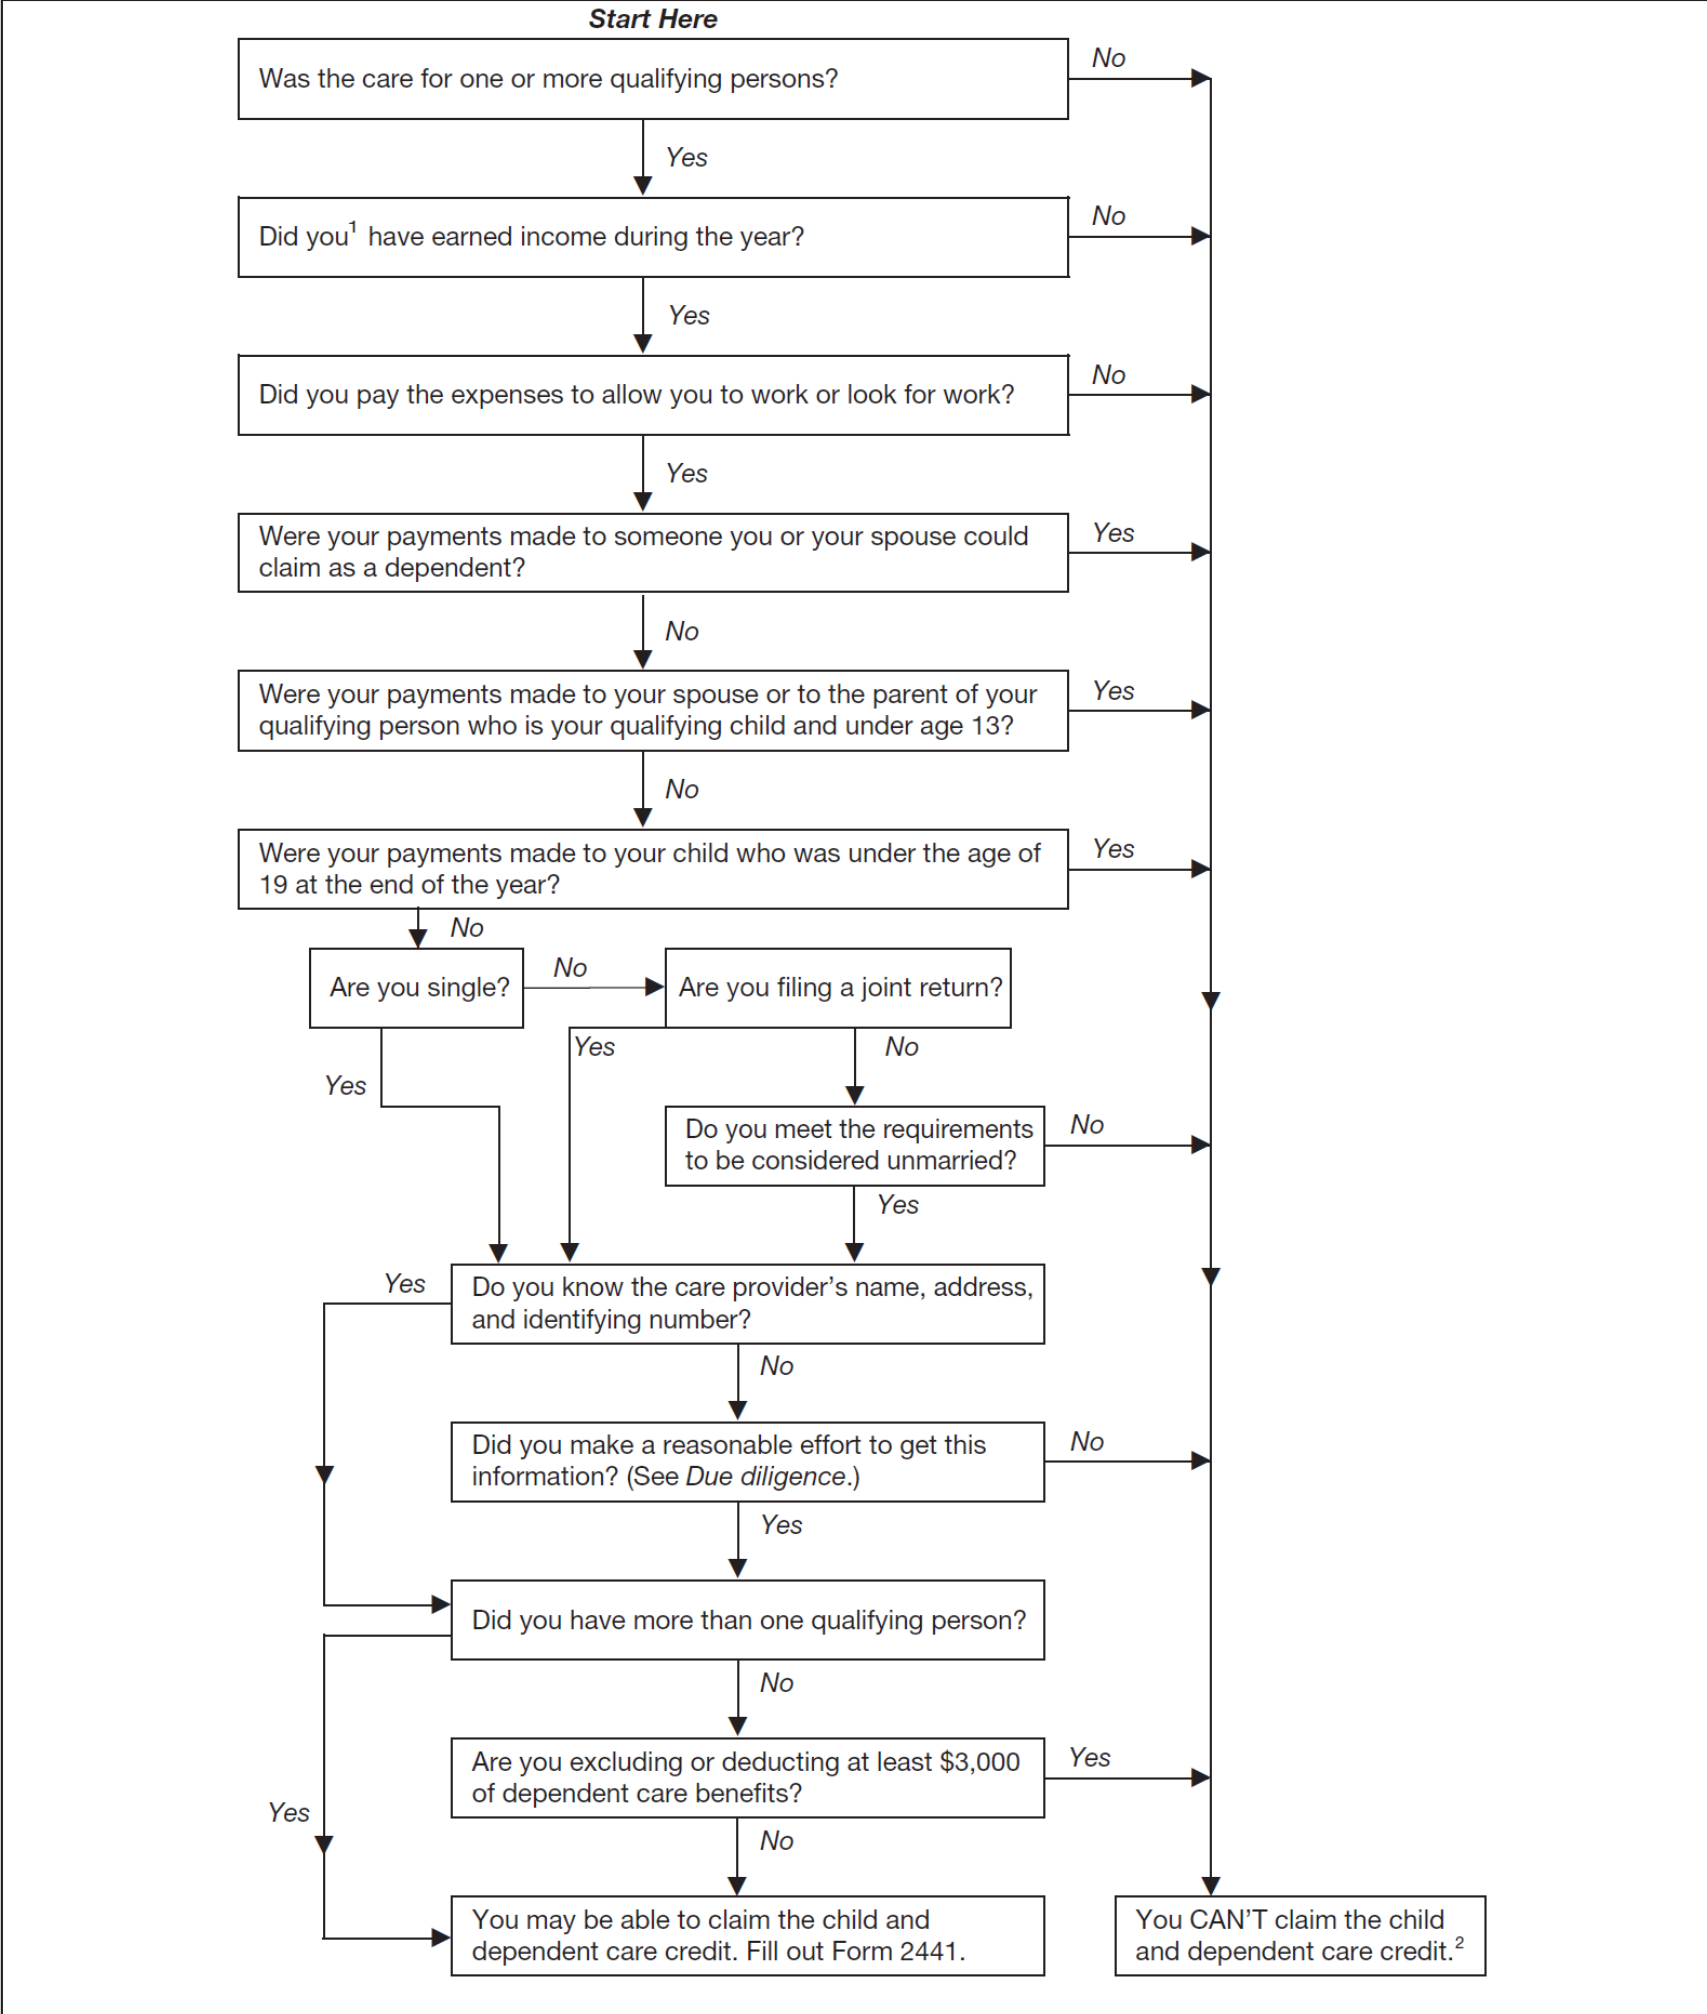 Start Here
Was the care for one or more qualifying persons?
No
Yes
Did you¹ have earned income during the year?
No
Yes
Did you pay the expenses to allow you to work or look for work?
No
Yes
Were your payments made to someone you or your spouse could
claim as a dependent?
Yes
No
Were your payments made to your spouse or to the parent of your
qualifying person who is your qualifying child and under age 13?
Yes
No
Were your payments made to your child who was under the age of
19 at the end of the year?
Yes
No
Are you single?
No
Are you filing a joint return?
Yes
Yes
No
Do you meet the requirements
to be considered unmarried?
No
Yes
Do you know the care provider’s name, address,
and identifying number?
Yes
No
Did you make a reasonable effort to get this
information? (See Due diligence.)
No
Yes
Did you have more than one qualifying person?
Yes
No
Are you excluding or deducting at least $3,000
of dependent care benefits?
Yes
No
You may be able to claim the child and
dependent care credit. Fill out Form 2441.
You CAN’T claim the child
and dependent care credit.²